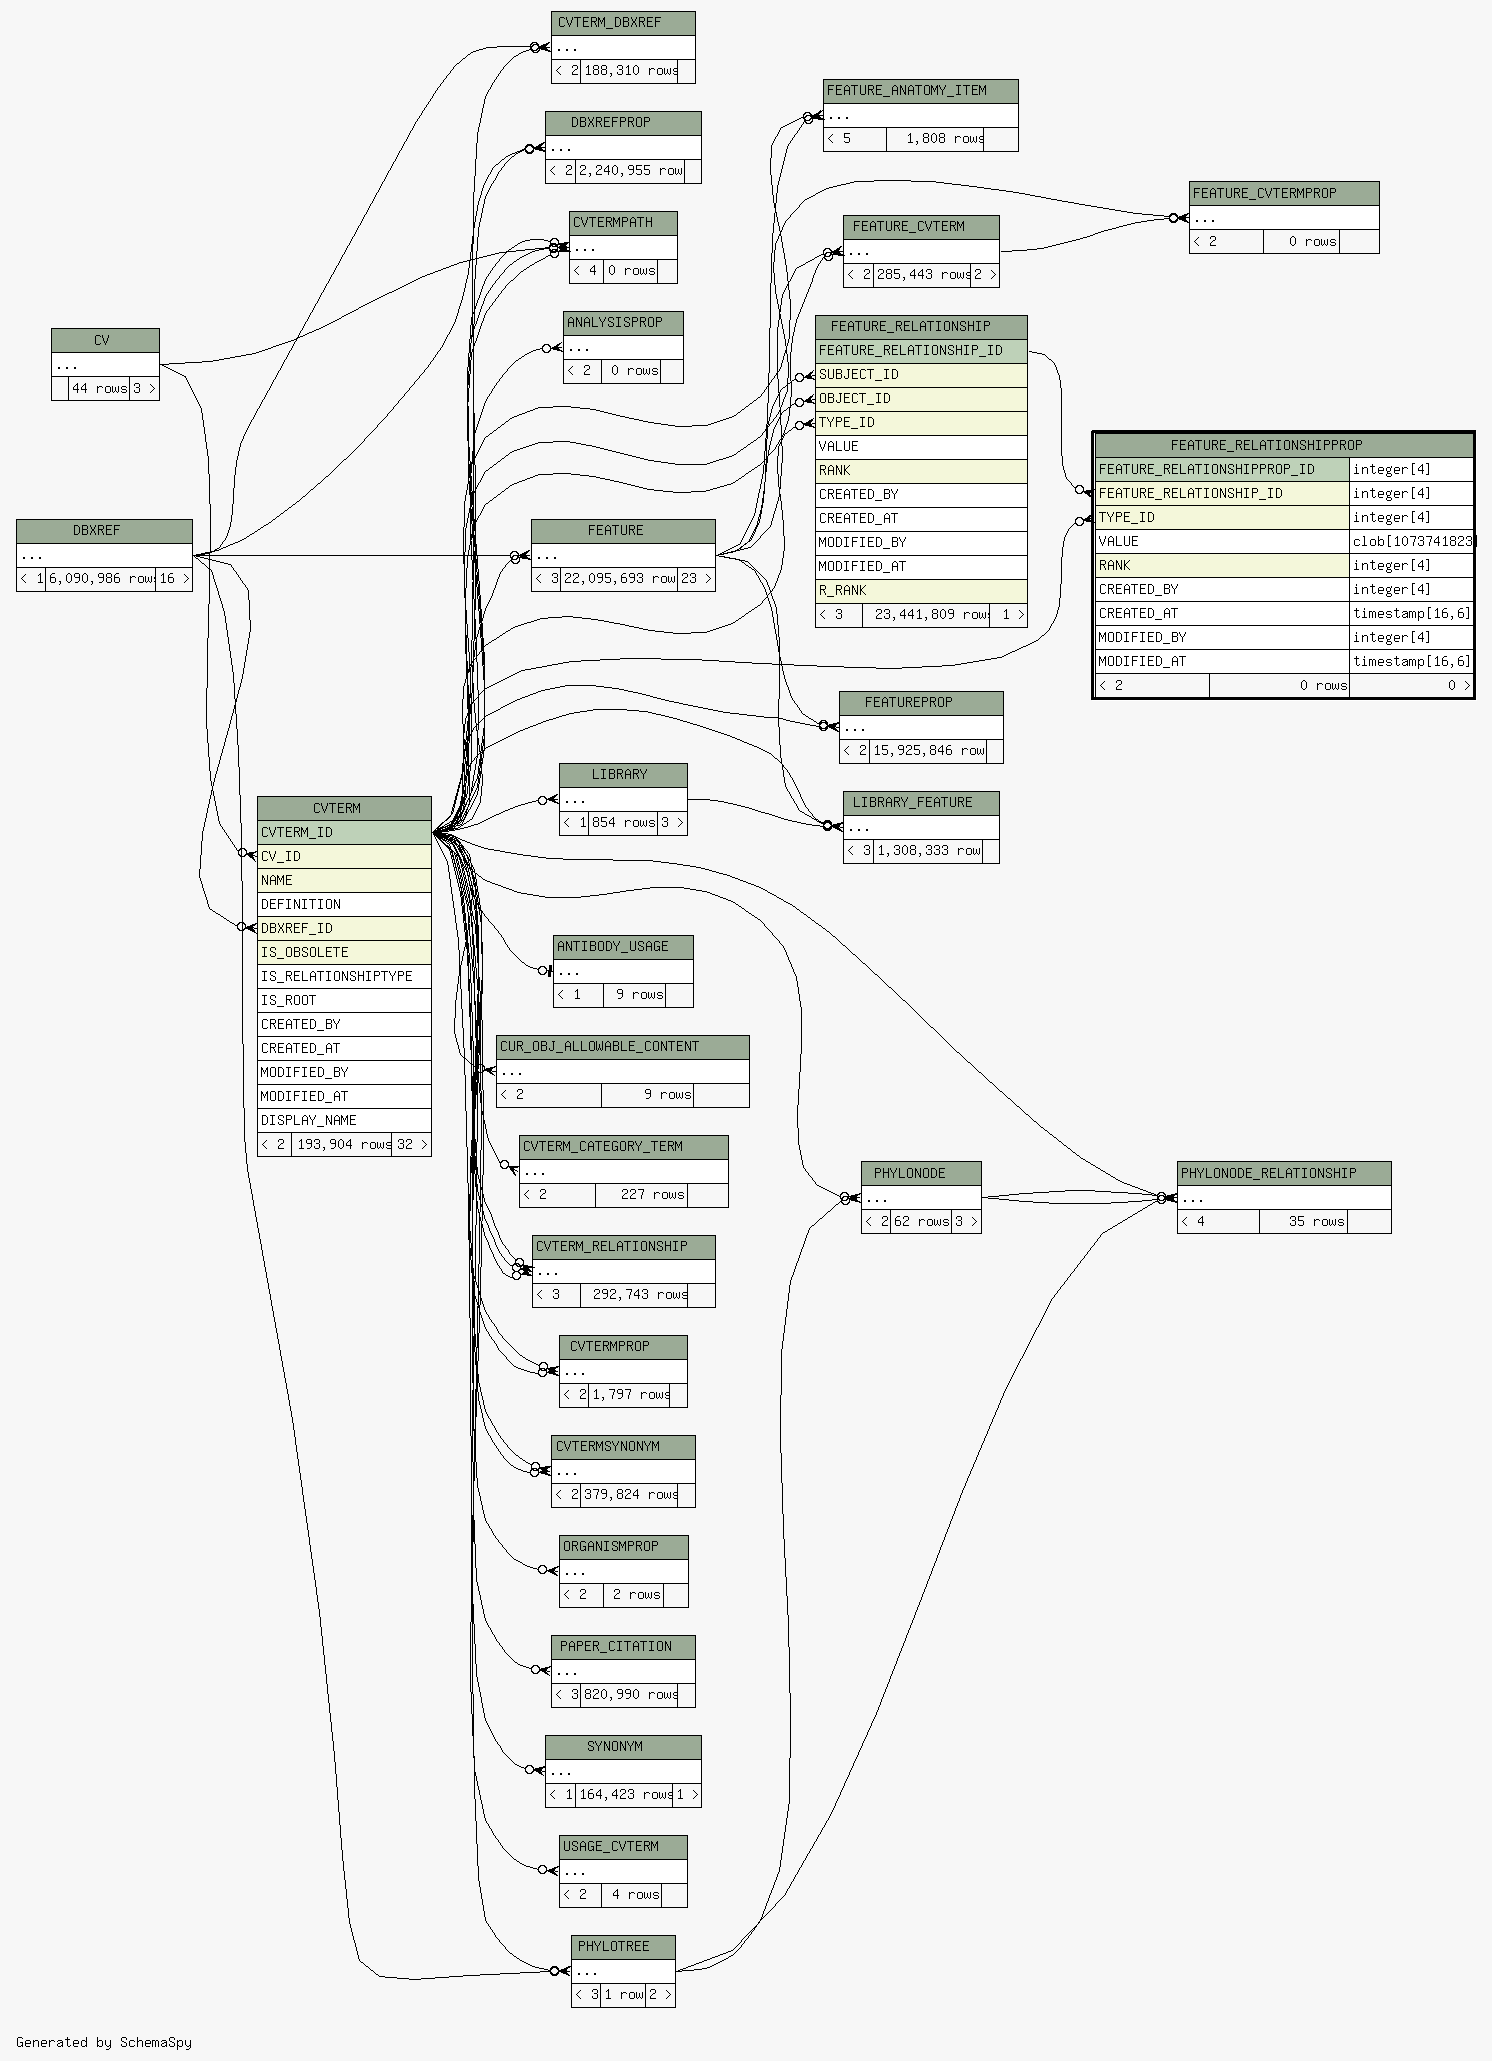 CVTERM_DBXREF
...
< 2 188,310 rows
DBXREFPROP
...
< 2 2,240,955 row
CVTERMPATH
...
< 4 0 rows
ANALYSISPROP
...
< 2 0 rows
FEATURE_ANATOMY_ITEM
...
< 5 1,808 rows
FEATURE_CVTERM
...
< 2 285,443 rows 2 >
FEATURE_CVTERMPROP
...
< 2 0 rows
CV
...
44 rows 3 >
FEATURE_RELATIONSHIP
FEATURE_RELATIONSHIP_ID
SUBJECT_ID
OBJECT_ID
TYPE_ID
VALUE
RANK
CREATED_BY
CREATED_AT
MODIFIED_BY
MODIFIED_AT
R_RANK
< 3 23,441,809 rows 1 >
FEATURE_RELATIONSHIPPROP
FEATURE_RELATIONSHIPPROP_ID integer[4]
FEATURE_RELATIONSHIP_ID integer[4]
TYPE_ID integer[4]
VALUE clob[1073741823]
RANK integer[4]
CREATED_BY integer[4]
CREATED_AT timestamp[16,6]
MODIFIED_BY integer[4]
MODIFIED_AT timestamp[16,6]
< 2 0 rows 0 >
DBXREF
...
< 1 6,090,986 rows 16 >
FEATURE
...
< 3 22,095,693 row 23 >
FEATUREPROP
...
< 2 15,925,846 row
LIBRARY
...
< 1 854 rows 3 >
LIBRARY_FEATURE
...
< 3 1,308,333 row
CVTERM
CVTERM_ID
CV_ID
NAME
DEFINITION
DBXREF_ID
IS_OBSOLETE
IS_RELATIONSHIPTYPE
IS_ROOT
CREATED_BY
CREATED_AT
MODIFIED_BY
MODIFIED_AT
DISPLAY_NAME
< 2 193,904 rows 32 >
ANTIBODY_USAGE
...
< 1 9 rows
CUR_OBJ_ALLOWABLE_CONTENT
...
< 2 9 rows
CVTERM_CATEGORY_TERM
...
< 2 227 rows
PHYLONODE
...
< 2 62 rows 3 >
PHYLONODE_RELATIONSHIP
...
< 4 35 rows
CVTERM_RELATIONSHIP
...
< 3 292,743 rows
CVTERMPROP
...
< 2 1,797 rows
CVTERMSYNONYM
...
< 2 379,824 rows
ORGANISMPROP
...
< 2 2 rows
PAPER_CITATION
...
< 3 820,990 rows
SYNONYM
...
< 1 164,423 rows 1 >
USAGE_CVTERM
...
< 2 4 rows
PHYLOTREE
...
< 3 1 row 2 >
Generated by SchemaSpy